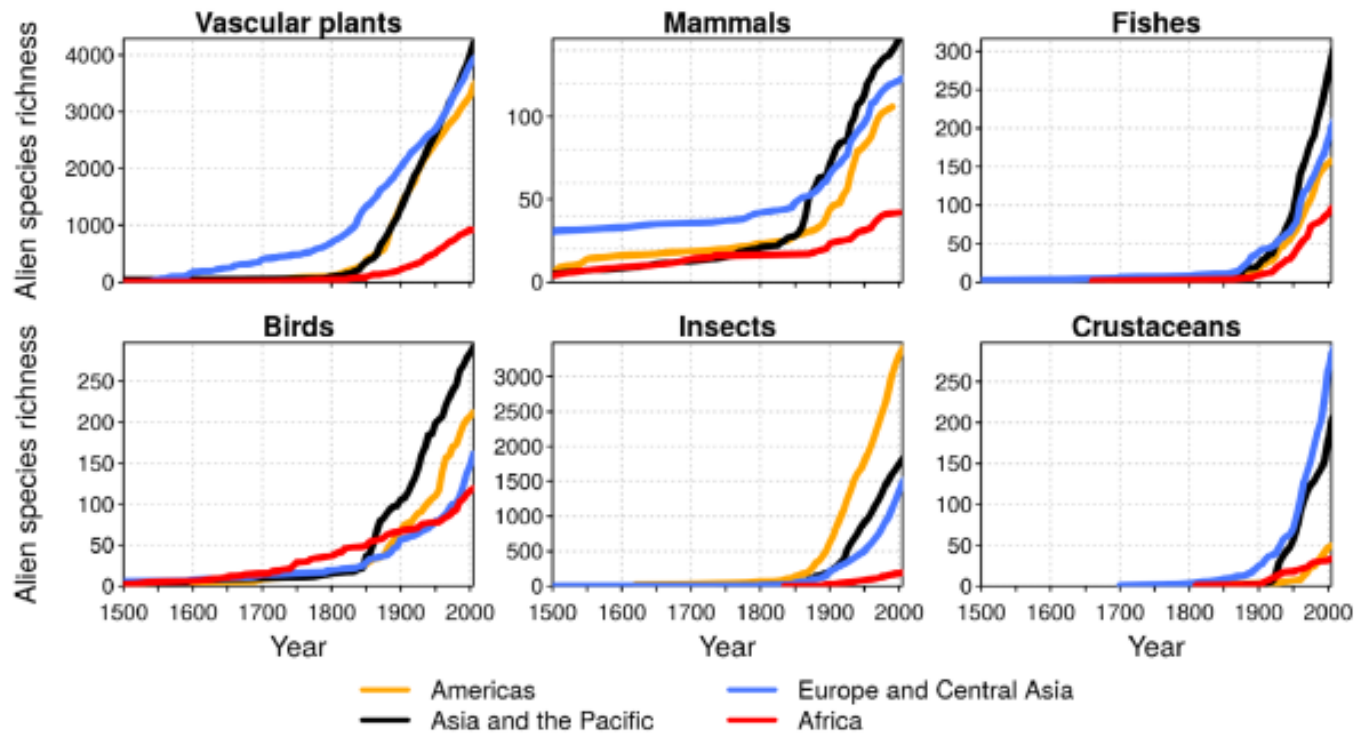 Vascular plants
Mammals
Fishes
Alien species richness
4000
3000
2000
1000
0
100
50
0
300
250
200
150
100
50
0
Birds
Insects
Crustaceans
Alien species richness
250
200
150
100
50
0
3000
2500
2000
1500
1000
500
0
250
200
150
100
50
0
1500 1600 1700 1800 1900 2000
1500 1600 1700 1800 1900 2000
1500 1600 1700 1800 1900 2000
Year
Year
Year
Americas
Europe and Central Asia
Asia and the Pacific
Africa